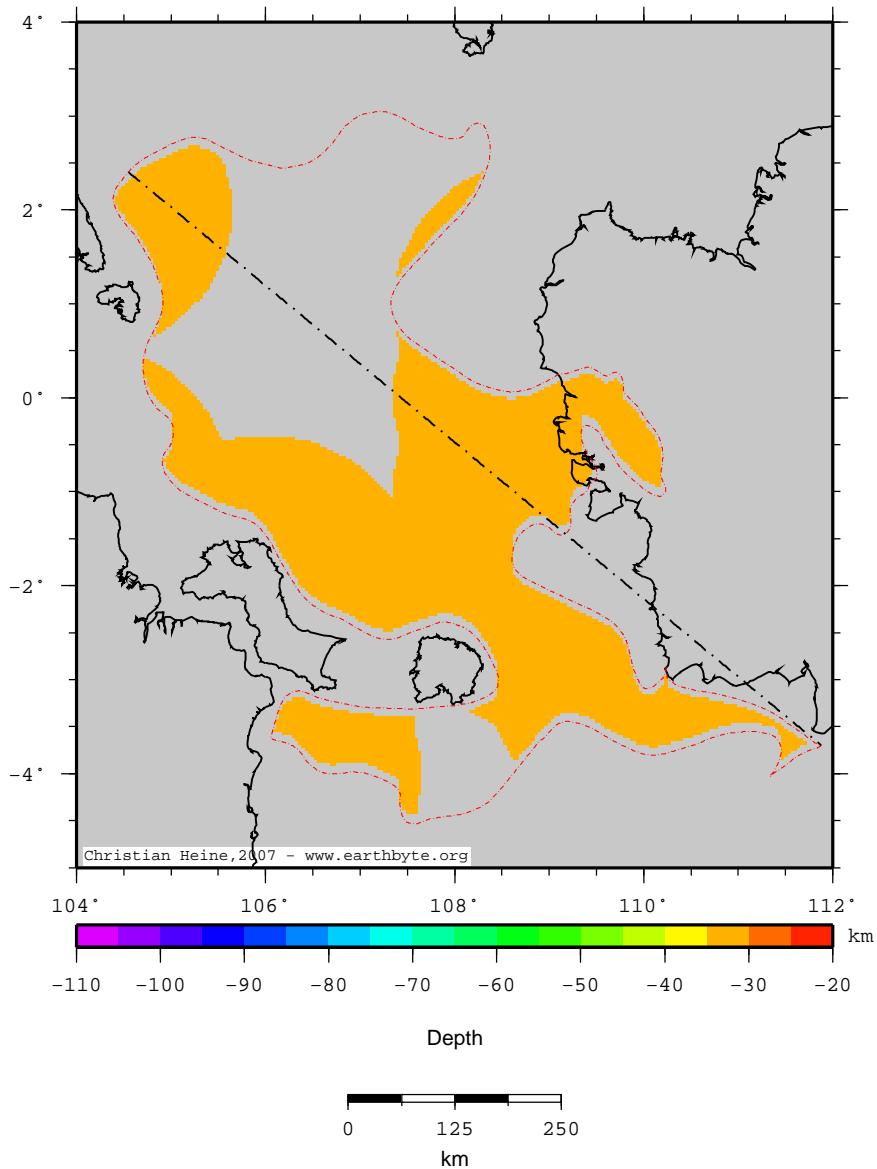 4°
2°
0°
−2°
−4°
Christian Heine,2007 - www.earthbyte.org
104° 106° 108° 110° 112°
km
−110 −100 −90 −80 −70 −60 −50 −40 −30 −20
Depth
0 125 250
km